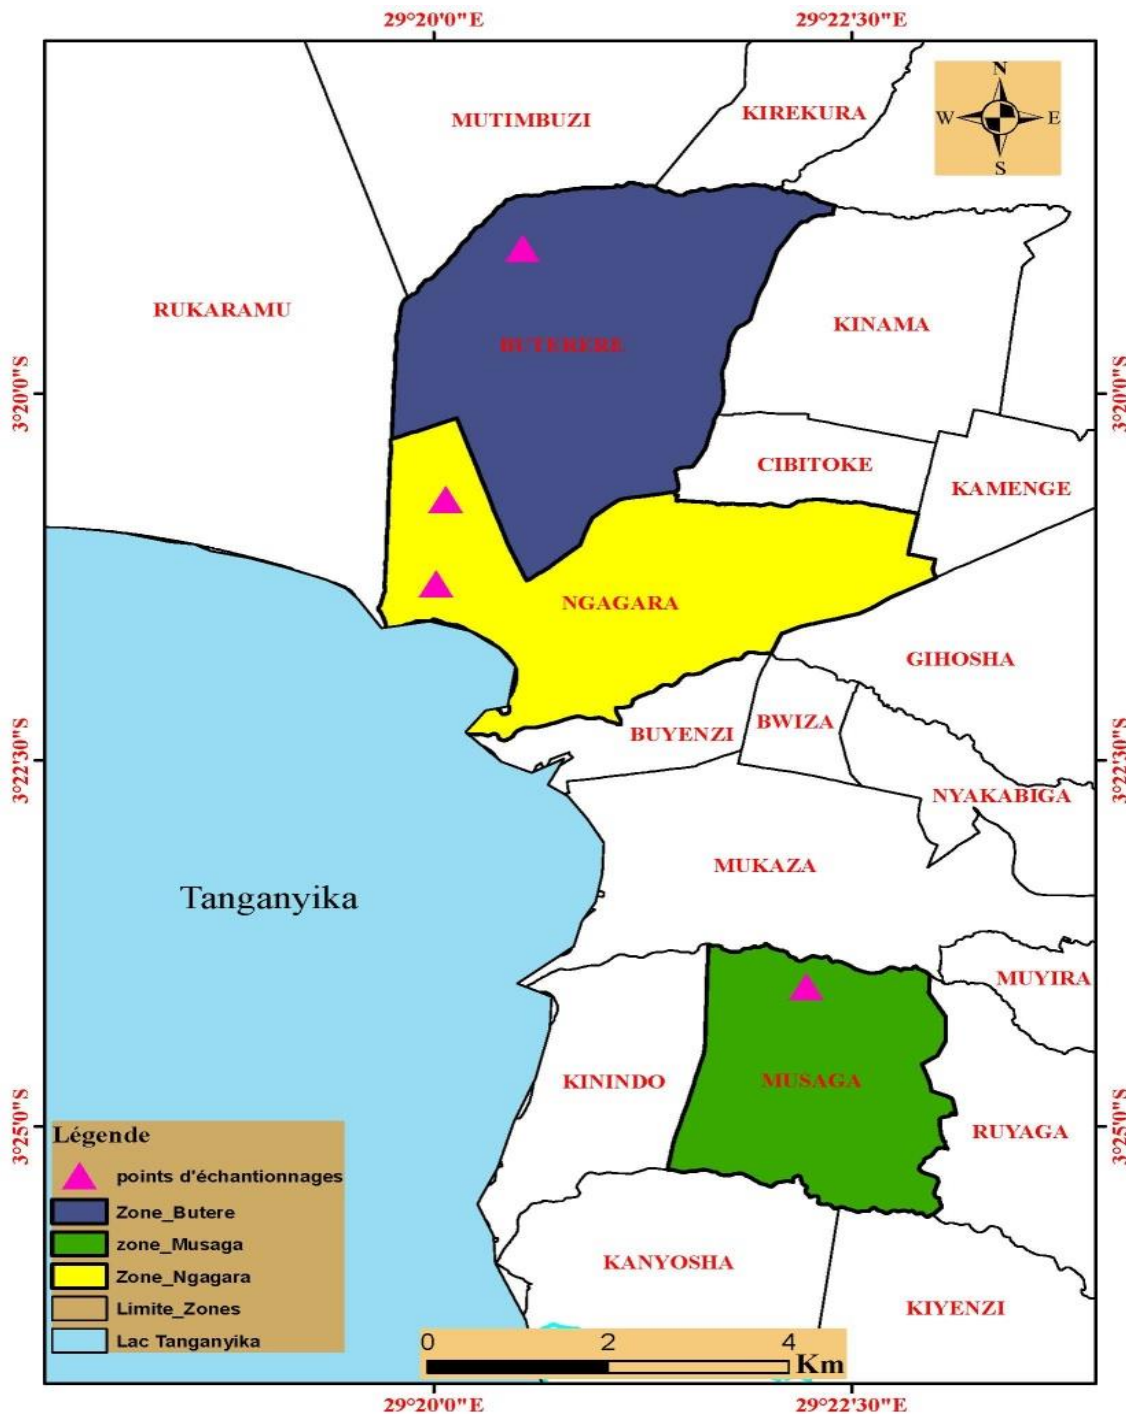 29°20'0"E
29°22'30"E
N
W
E
S
MUTIMBUZI
KIREKURA
RUKARAMU
BUTERERE
KINAMA
3°20'0"S
3°20'0"S
CIBITOKE
KAMENGE
NGAGARA
GIHOSHA
BUYENZI
BWIZA
3°22'30"S
3°22'30"S
NYAKABIGA
MUKAZA
Tanganyika
MUYIRA
KININDO
MUSAGA
RUYAGA
3°25'0"S
3°25'0"S
Légende
points d'échantionnages
Zone_Butere
zone_Musaga
Zone_Ngagara
Limite_Zones
Lac Tanganyika
KANYOSHA
KIYENZI
0
2
4
Km
29°20'0"E
29°22'30"E